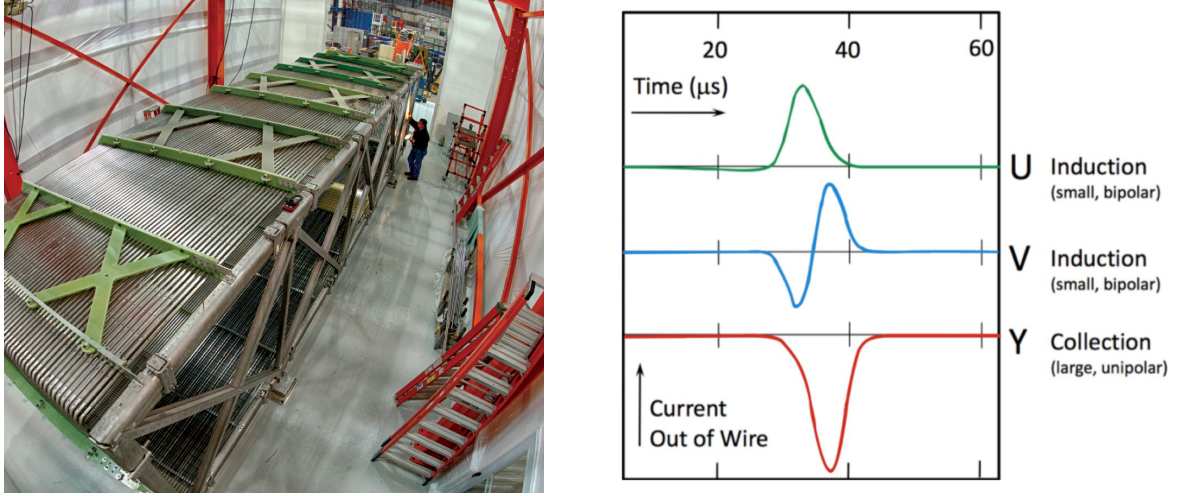 20 40 60
Time (μs)
U Induction
(small, bipolar)
V Induction
(small, bipolar)
Y Collection
(large, unipolar)
Current
Out of Wire